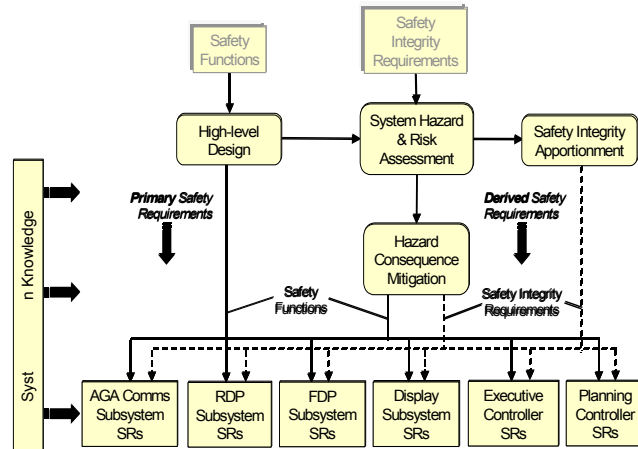 Safety
Functions
Safety
Integrity
Requirements
High-level
Design
System Hazard
& Risk
Assessment
Safety Integrity
Apportionment
Primary Safety
Requirements
Derived Safety
Requirements
Hazard
Consequence
Mitigation
Safety
Functions
Safety Integrity
Requirements
Syst
n Knowledge
AGA Comms
Subsystem
SRs
RDP
Subsystem
SRs
FDP
Subsystem
SRs
Display
Subsystem
SRs
Executive
Controller
SRs
Planning
Controller
SRs